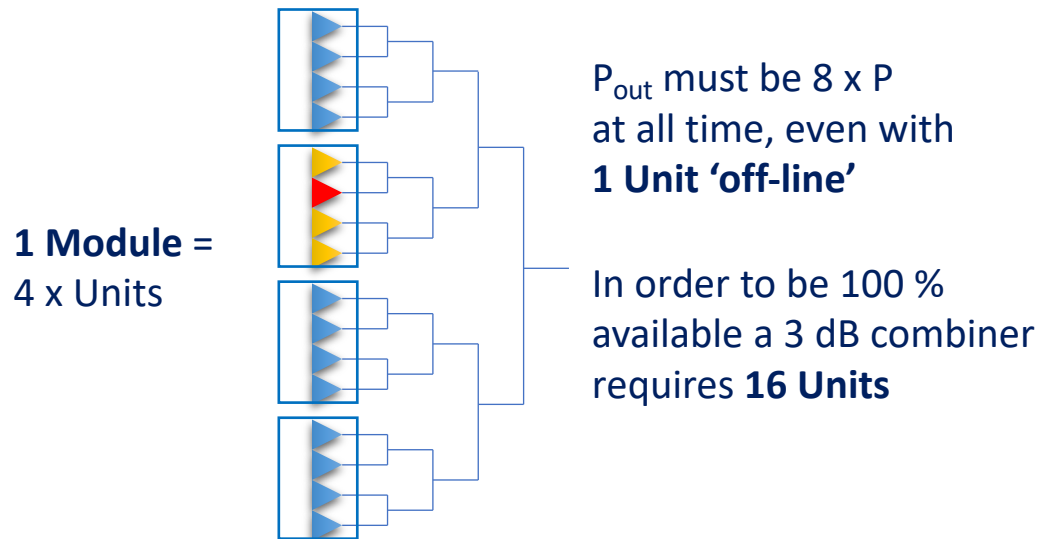 P_out must be 8 x P
at all time, even with
1 Unit ‘off-line’
1 Module =
4 x Units
In order to be 100 %
available a 3 dB combiner
requires 16 Units